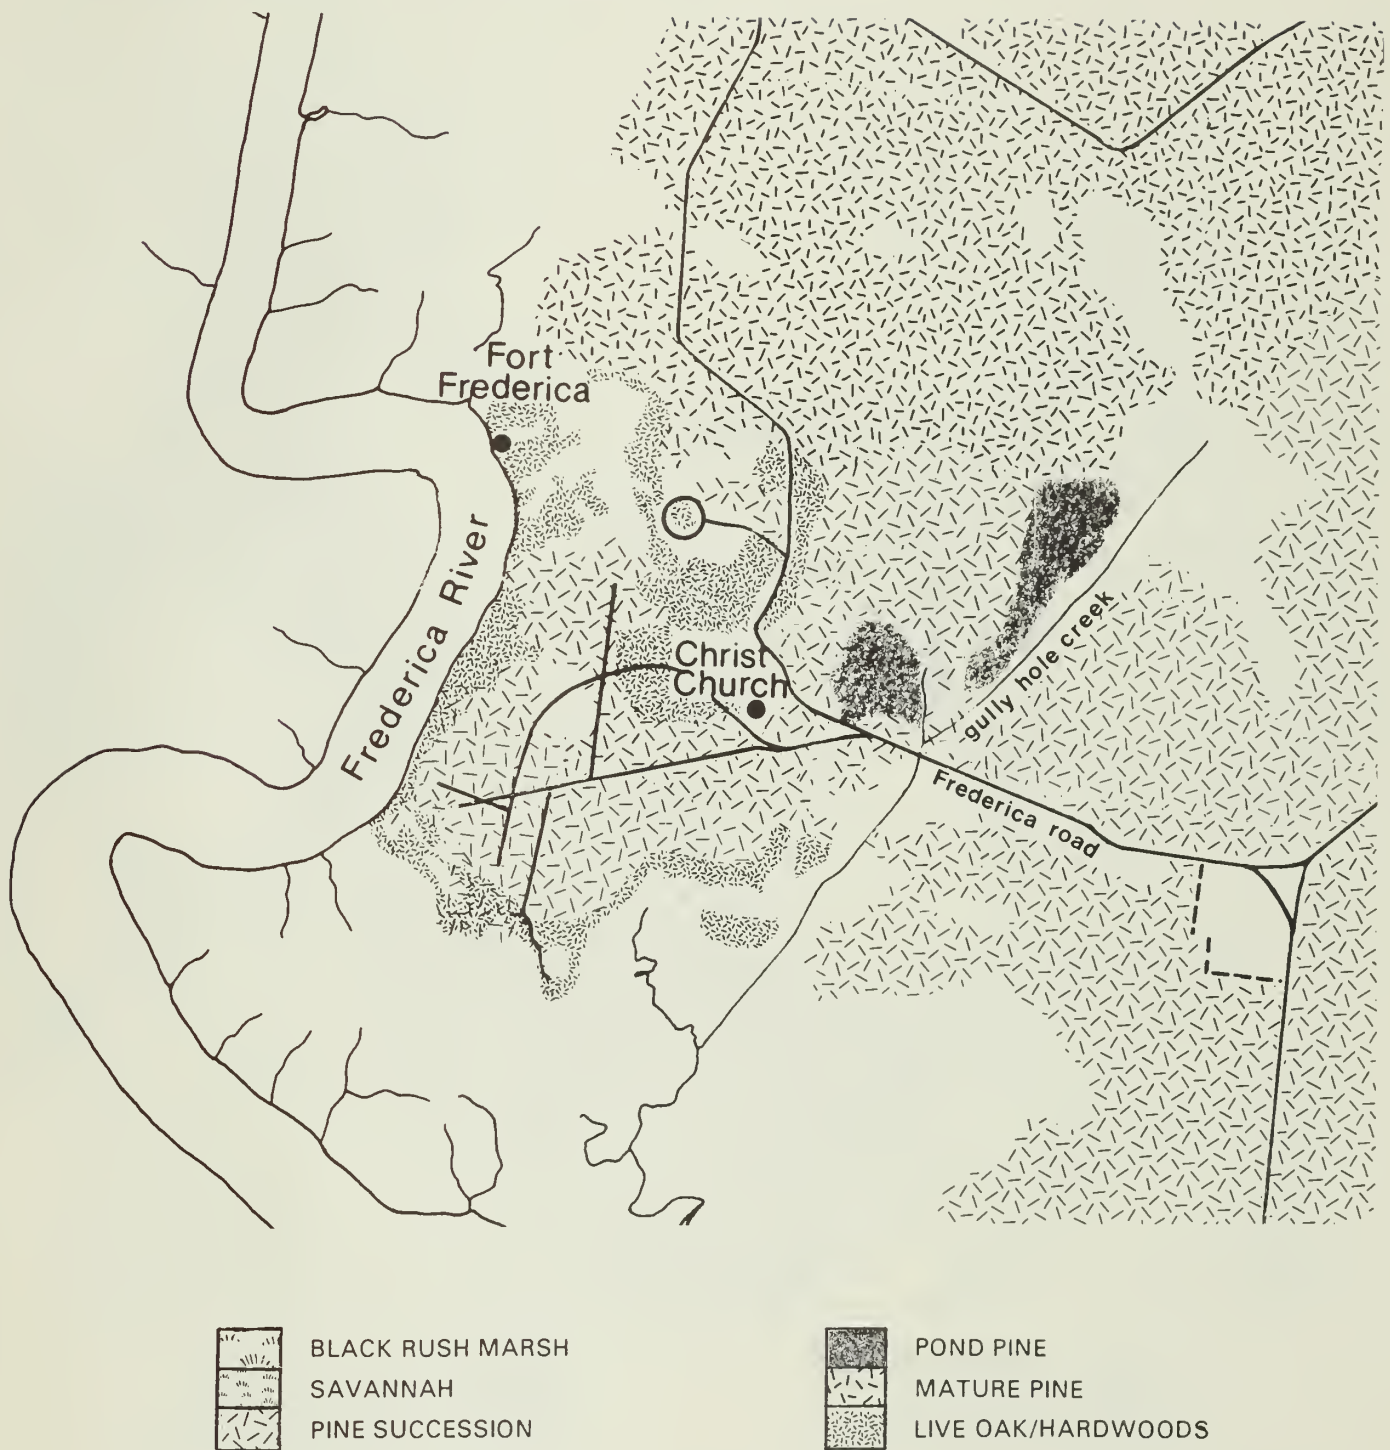 Fort
Frederica
Frederica River
Christ
Church
gully hole creek
Frederica road
BLACK RUSH MARSH
SAVANNAH
PINE SUCCESSION
POND PINE
MATURE PINE
LIVE OAK/HARDWOODS